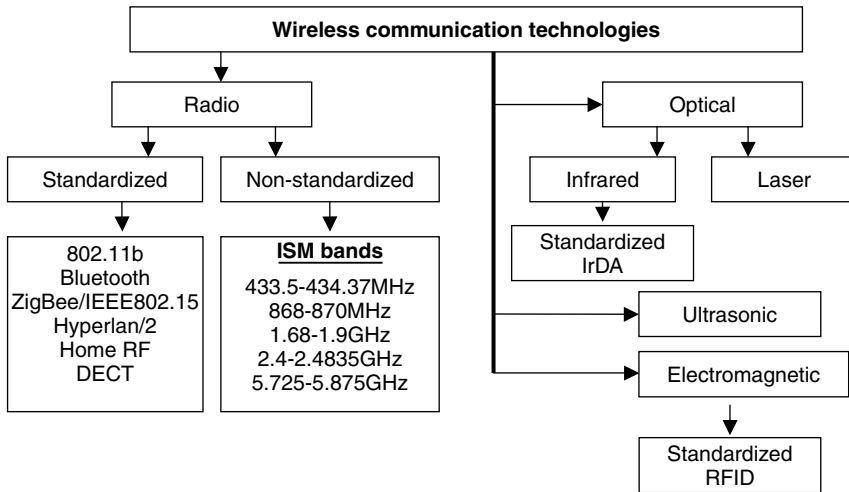 Wireless communication technologies
Radio
Optical
Standardized
Non-standardized
Infrared
Laser
802.11b
Bluetooth
ZigBee/IEEE802.15
Hyperlan/2
Home RF
DECT
ISM bands
433.5-434.37MHz
868-870MHz
1.68-1.9GHz
2.4-2.4835GHz
5.725-5.875GHz
Standardized
IrDA
Ultrasonic
Electromagnetic
Standardized
RFID